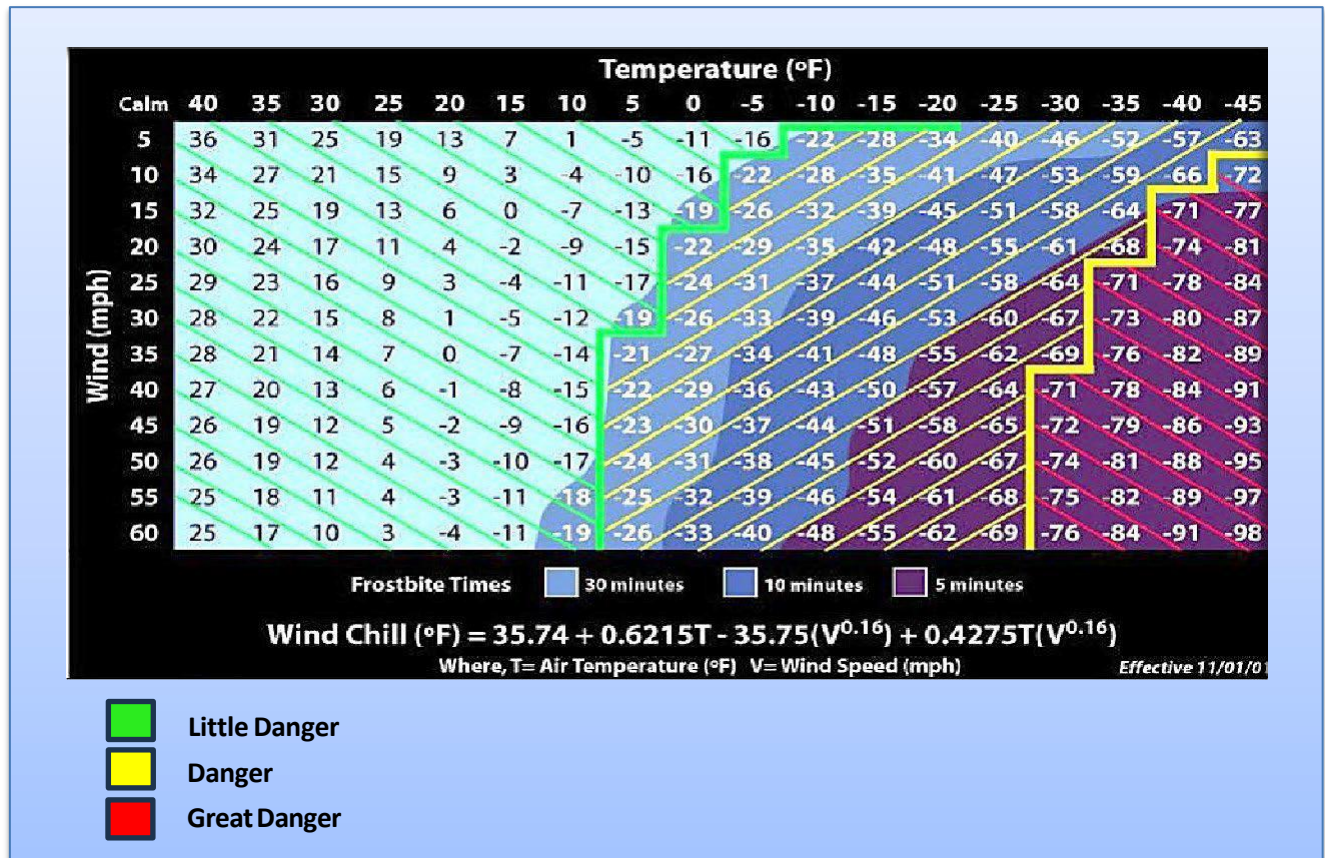 Temperature (ºF)
Calm 40 35 30 25 20 15 10 5 0 -5 -10 -15 -20 -25 -30 -35 -40 -45
5 36 31 25 19 13 7 1 -5 -11 -16 -22 -28 -34 -40 -46 -52 -57 -63
10 34 27 21 15 9 3 -4 -10 -16 -22 -28 -35 -41 -47 -53 -59 -66 -72
15 32 25 19 13 6 0 -7 -13 -19 -26 -32 -39 -45 -51 -58 -64 -71 -77
20 30 24 17 11 4 -2 -9 -15 -22 -29 -35 -42 -48 -55 -61 -68 -74 -81
25 29 23 16 9 3 -4 -11 -17 -24 -31 -37 -44 -51 -58 -64 -71 -78 -84
30 28 22 15 8 1 -5 -12 -19 -26 -33 -39 -46 -53 -60 -67 -73 -80 -87
35 28 21 14 7 0 -7 -14 -21 -27 -34 -41 -48 -55 -62 -69 -76 -82 -89
40 27 20 13 6 -1 -8 -15 -22 -29 -36 -43 -50 -57 -64 -71 -78 -84 -91
45 26 19 12 5 -2 -9 -16 -23 -30 -37 -44 -51 -58 -65 -72 -79 -86 -93
50 26 19 12 4 -3 -10 -17 -24 -31 -38 -45 -52 -60 -67 -74 -81 -88 -95
55 25 18 11 4 -3 -11 -18 -25 -32 -39 -46 -54 -61 -68 -75 -82 -89 -97
60 25 17 10 3 -4 -11 -19 -26 -33 -40 -48 -55 -62 -69 -76 -84 -91 -98
Wind (mph)
Frostbite Times 30 minutes 10 minutes 5 minutes
Wind Chill (ºF) = 35.74 + 0.6215T - 35.75(V^0.16) + 0.4275T(V^0.16)
Where, T= Air Temperature (ºF) V= Wind Speed (mph) Effective 11/01/01
Little Danger
Danger
Great Danger